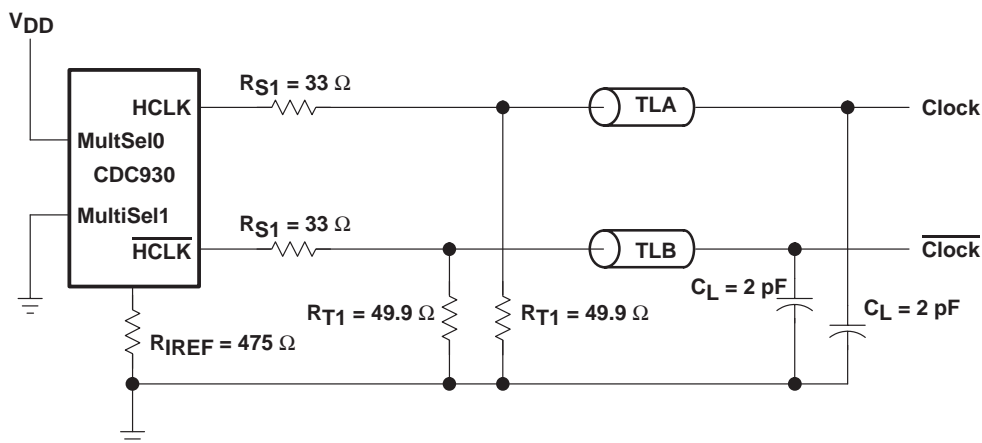 VDD
RS1 = 33 Ω
HCLK
TLA
Clock
MultSel0
CDC930
MultiSel1
RS1 = 33 Ω
HCLK
TLB
Clock
CL = 2 pF
CL = 2 pF
RT1 = 49.9 Ω
RT1 = 49.9 Ω
RIREF = 475 Ω